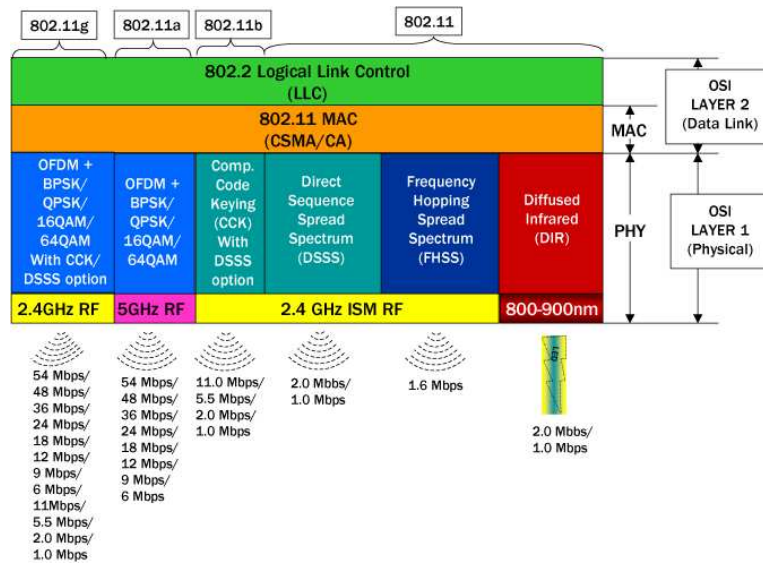 802.11g
802.11a
802.11b
802.11
802.2 Logical Link Control
(LLC)
OSI
LAYER 2
(Data Link)
802.11 MAC
(CSMA/CA)
MAC
OFDM +
BPSK/
QPSK/
16QAM/
64QAM
With CCK/
DSSS option
OFDM +
BPSK/
QPSK/
16QAM/
64QAM
Comp.
Code
Keying
(CCK)
With
DSSS
option
Direct
Sequence
Spread
Spectrum
(DSSS)
Frequency
Hopping
Spread
Spectrum
(FHSS)
Diffused
Infrared
(DIR)
PHY
OSI
LAYER 1
(Physical)
2.4GHz RF
5GHz RF
2.4 GHz ISM RF
800-900nm
54 Mbps/
48 Mbps/
36 Mbps/
24 Mbps/
18 Mbps/
12 Mbps/
9 Mbps/
6 Mbps/
11Mbps/
5.5 Mbps/
2.0 Mbps/
1.0 Mbps
54 Mbps/
48 Mbps/
36 Mbps/
24 Mbps/
18 Mbps/
12 Mbps/
9 Mbps/
6 Mbps
11.0 Mbps/
5.5 Mbps/
2.0 Mbps/
1.0 Mbps
2.0 Mbbs/
1.0 Mbps
1.6 Mbps
LED
2.0 Mbbs/
1.0 Mbps